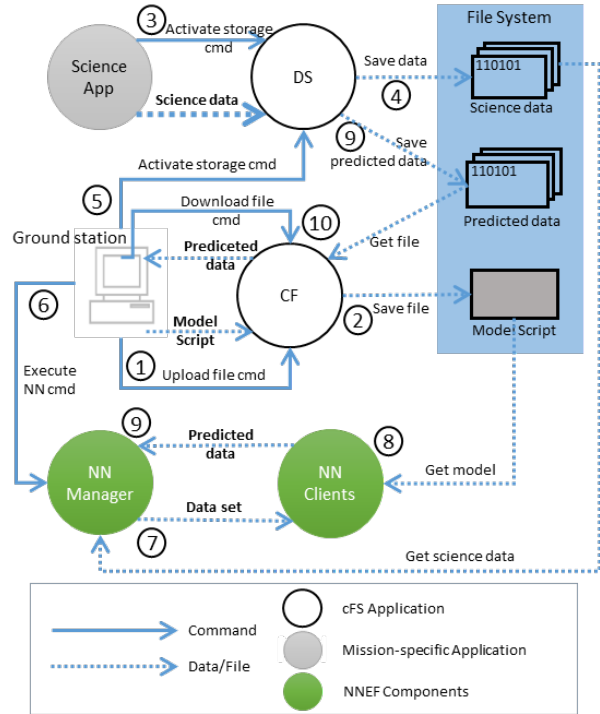 File System
3
Activate storage
cmd
Science
App
DS
Save data
110101
Science data
4
Science data
9
Save
predicted data
Activate storage cmd
110101
5
Download file
cmd
10
Predicted data
Ground station
Prediceted
data
Get file
6
CF
2
Save file
Model
Script
Model Script
1
Upload file cmd
Execute
NN cmd
9
Predicted
data
8
NN
Manager
NN
Clients
Get model
Data set
7
Get science data
Command
cFS Application
Mission-specific Application
Data/File
NNEF Components